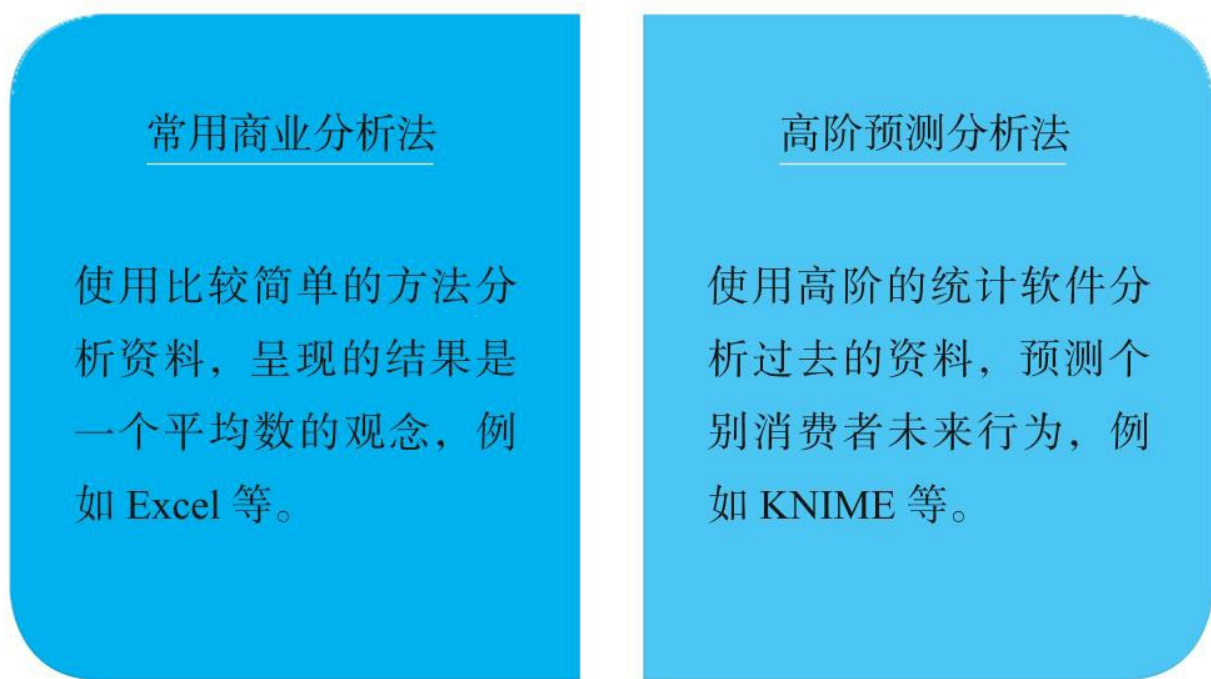 常用商业分析法
使用比较简单的方法分
析资料，呈现的结果是
一个平均数的观念，例
如 Excel 等。
高阶预测分析法
使用高阶的统计软件分
析过去的资料，预测个
别消费者未来行为，例
如 KNIME 等。